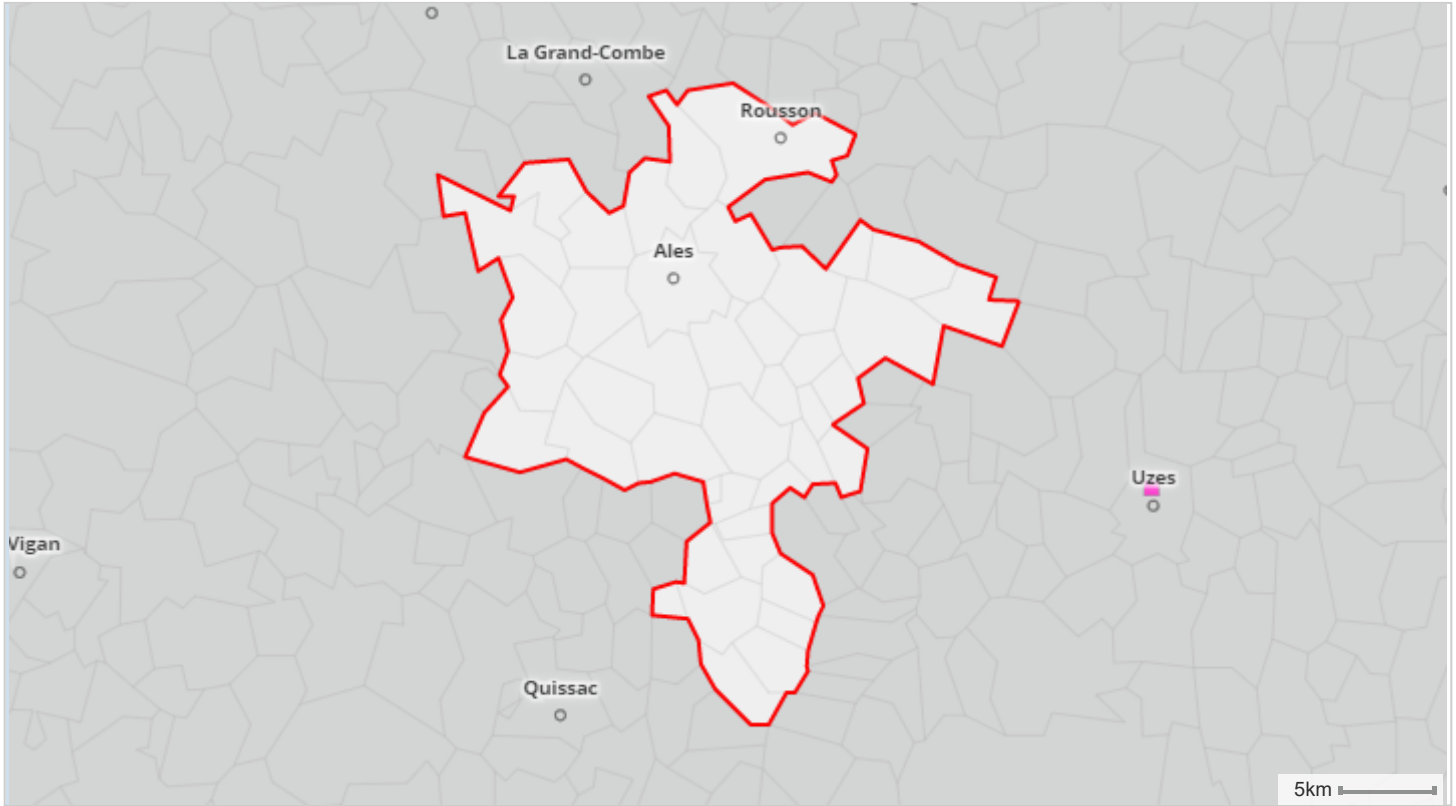 La Grand-Combe
Rousson
Ales
Uzes
Vigan
Quissac
5km